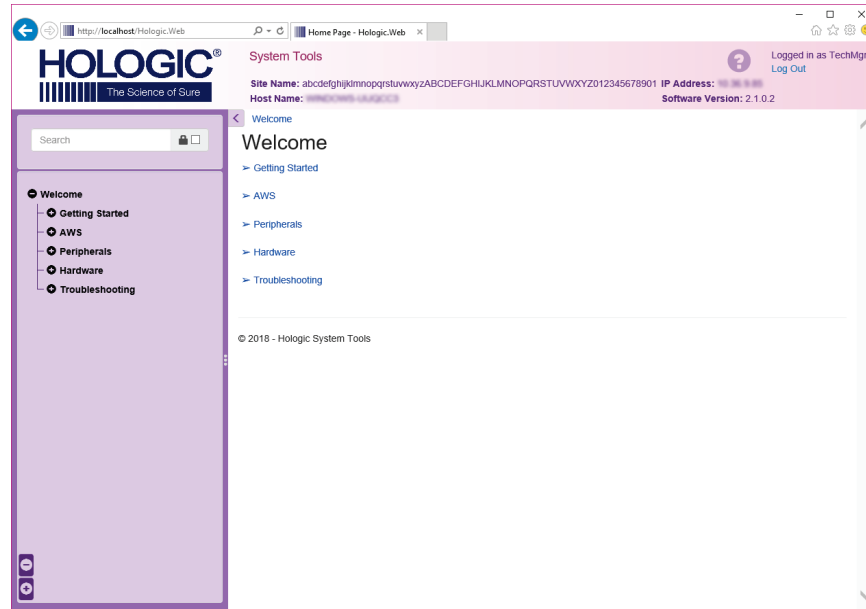 http://localhost/Hologic.Web
Home Page - Hologic.Web
HOLOGIC®
The Science of Sure
System Tools
Logged in as TechMgr
Log Out
Site Name: abcdefghijklmnopqrstuvwxyzABCDEFGHIJKLMNOPQRSTUVWXYZ012345678901 IP Address:
Host Name:
Software Version: 2.1.0.2
Search
Welcome
Getting Started
AWS
Peripherals
Hardware
Troubleshooting
Welcome
Welcome
➢ Getting Started
➢ AWS
➢ Peripherals
➢ Hardware
➢ Troubleshooting
© 2018 - Hologic System Tools